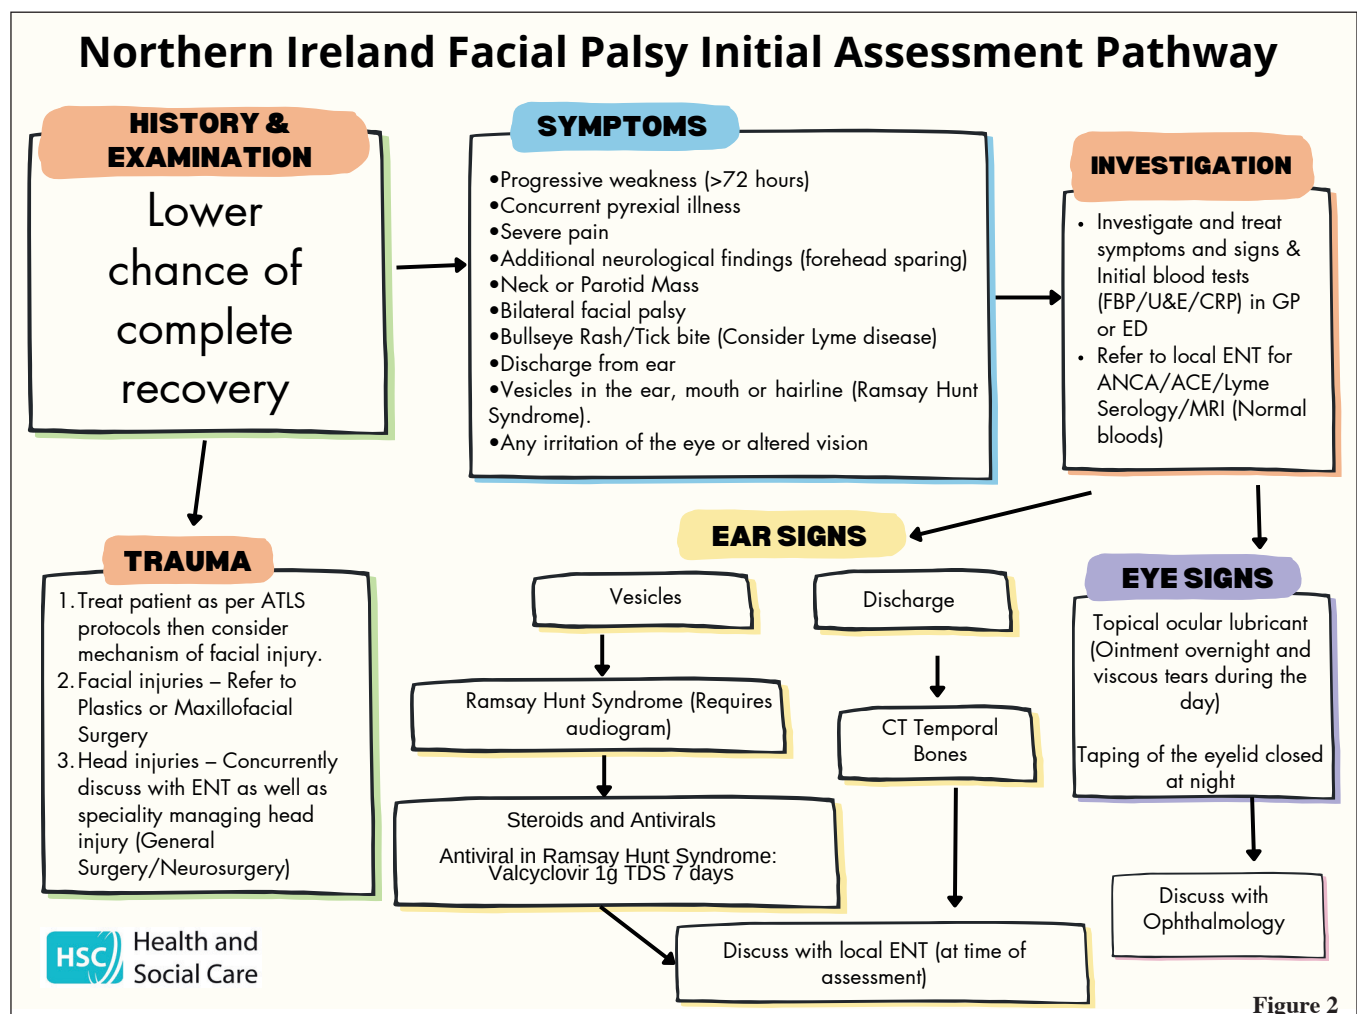 Northern Ireland Facial Palsy Initial Assessment Pathway
HISTORY &
EXAMINATION
Lower
chance of
complete
recovery
SYMPTOMS
•Progressive weakness (>72 hours)
•Concurrent pyrexial illness
•Severe pain
•Additional neurological findings (forehead sparing)
•Neck or Parotid Mass
•Bilateral facial palsy
•Bullseye Rash/Tick bite (Consider Lyme disease)
•Discharge from ear
•Vesicles in the ear, mouth or hairline (Ramsay Hunt
Syndrome).
•Any irritation of the eye or altered vision
INVESTIGATION
• Investigate and treat
symptoms and signs &
Initial blood tests
(FBP/U&E/CRP) in GP
or ED
• Refer to local ENT for
ANCA/ACE/Lyme
Serology/MRI (Normal
bloods)
TRAUMA
1. Treat patient as per ATLS
protocols then consider
mechanism of facial injury.
2. Facial injuries – Refer to
Plastics or Maxillofacial
Surgery
3. Head injuries – Concurrently
discuss with ENT as well as
speciality managing head
injury (General
Surgery/Neurosurgery)
EAR SIGNS
Vesicles
Ramsay Hunt Syndrome (Requires
audiogram)
Steroids and Antivirals
Antiviral in Ramsay Hunt Syndrome:
Valcyclovir 1g TDS 7 days
Discharge
CT Temporal
Bones
Discuss with local ENT (at time of
assessment)
EYE SIGNS
Topical ocular lubricant
(Ointment overnight and
viscous tears during the
day)
Taping of the eyelid closed
at night
Discuss with
Ophthalmology
HSC
Health and
Social Care
Figure 2